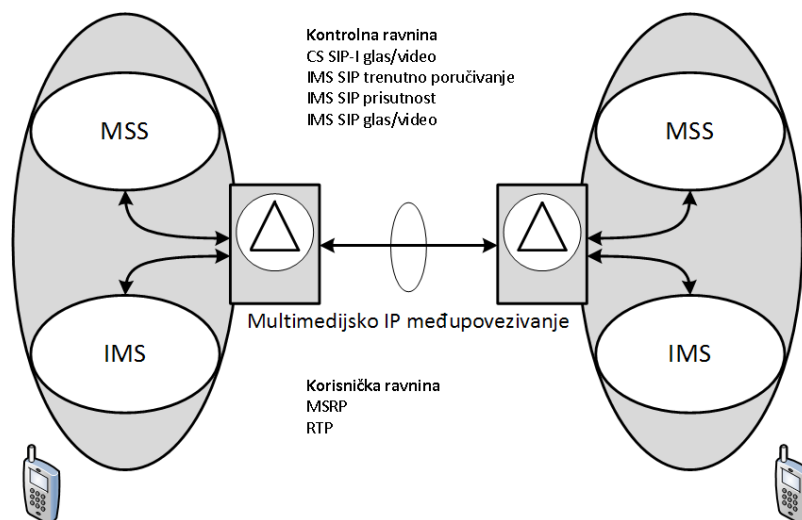 Kontrolna ravnina
CS SIP-I glas/video
IMS SIP trenutno poručivanje
IMS SIP prisutnost
IMS SIP glas/video
MSS
MSS
Multimedijsko IP međupovezivanje
IMS
IMS
Korisnička ravnina
MSRP
RTP